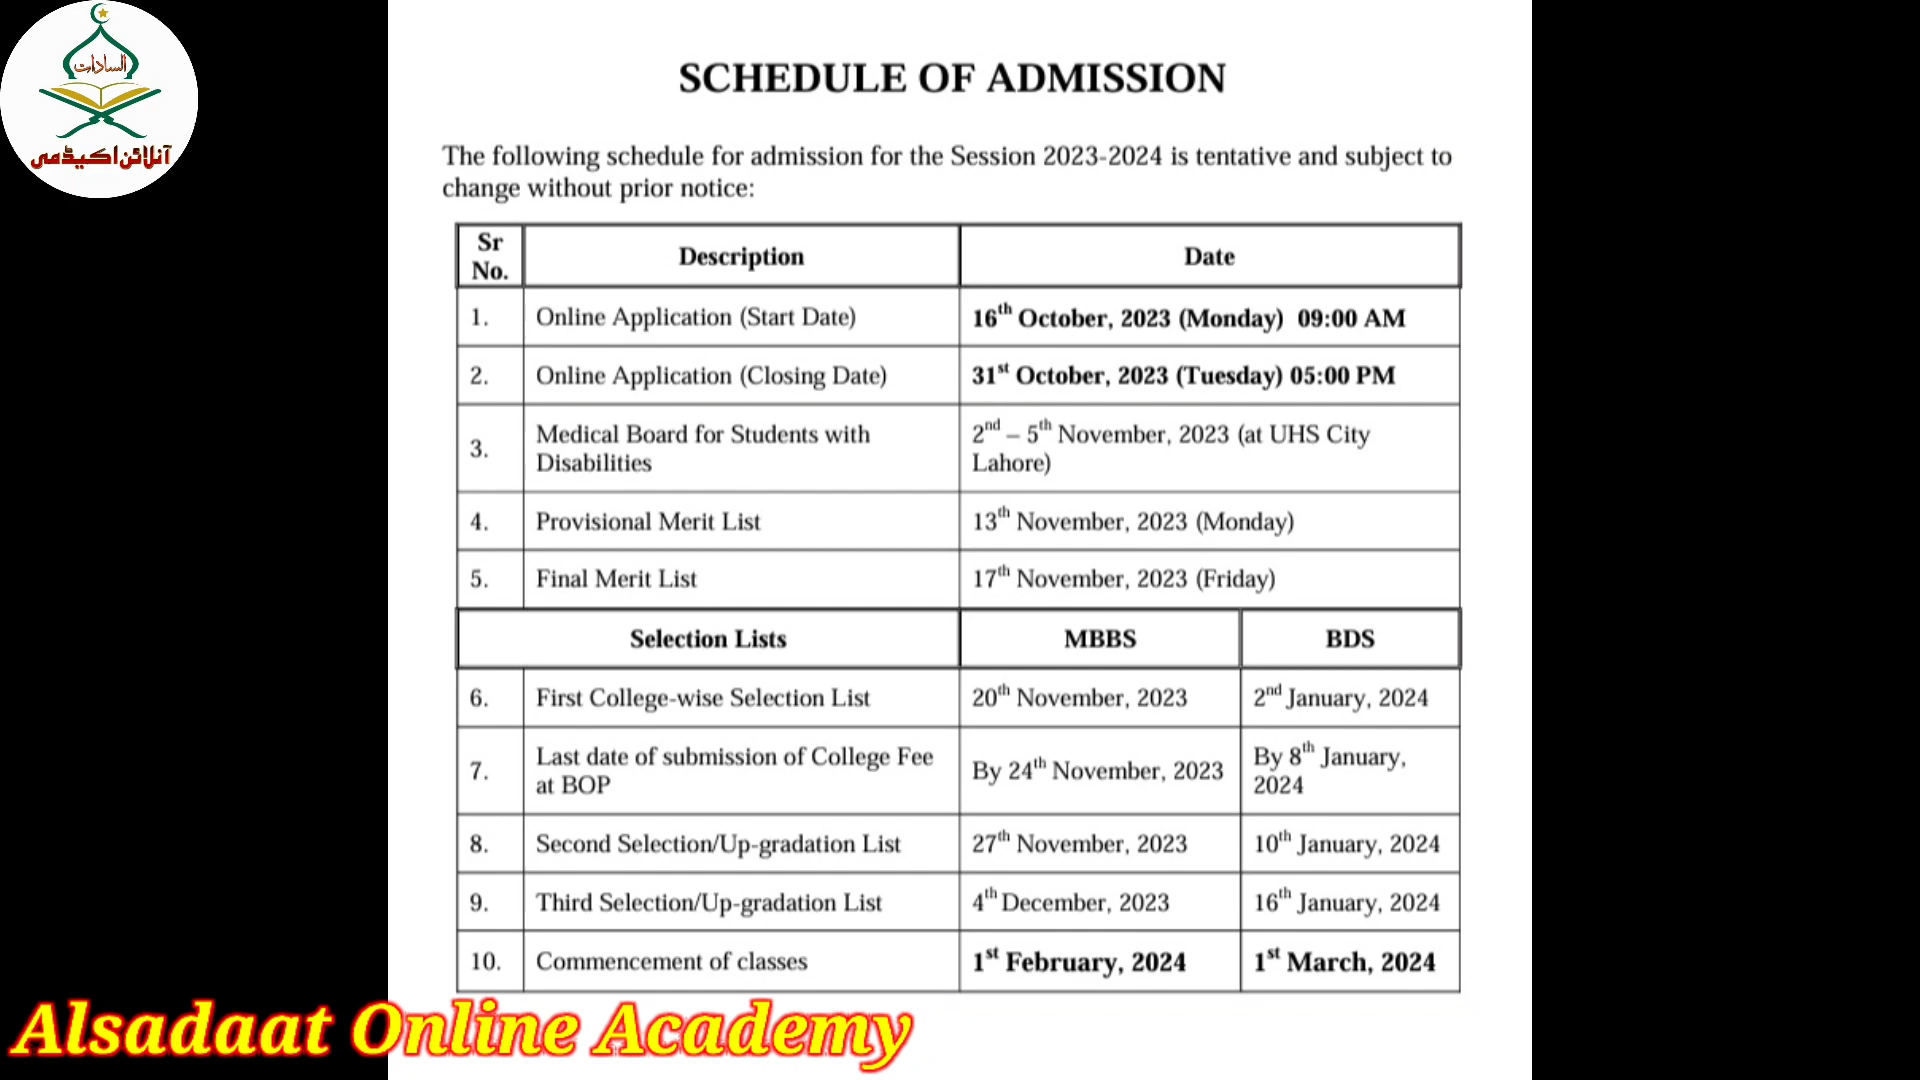 السادات
آنلائن اکیڈمی
SCHEDULE OF ADMISSION
The following schedule for admission for the Session 2023-2024 is tentative and subject to
change without prior notice:
Sr No. Description Date
1. Online Application (Start Date) 16th October, 2023 (Monday) 09:00 AM
2. Online Application (Closing Date) 31st October, 2023 (Tuesday) 05:00 PM
3. Medical Board for Students with Disabilities 2nd – 5th November, 2023 (at UHS City Lahore)
4. Provisional Merit List 13th November, 2023 (Monday)
5. Final Merit List 17th November, 2023 (Friday)
Selection Lists MBBS BDS
6. First College-wise Selection List 20th November, 2023 2nd January, 2024
7. Last date of submission of College Fee at BOP By 24th November, 2023 By 8th January, 2024
8. Second Selection/Up-gradation List 27th November, 2023 10th January, 2024
9. Third Selection/Up-gradation List 4th December, 2023 16th January, 2024
10. Commencement of classes 1st February, 2024 1st March, 2024
Alsadaat Online Academy